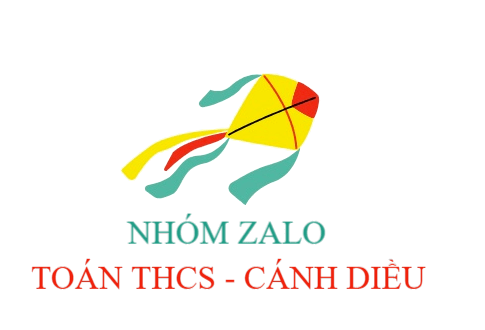 NHÓM ZALO
TOÁN THCS - CÁNH DIỀU